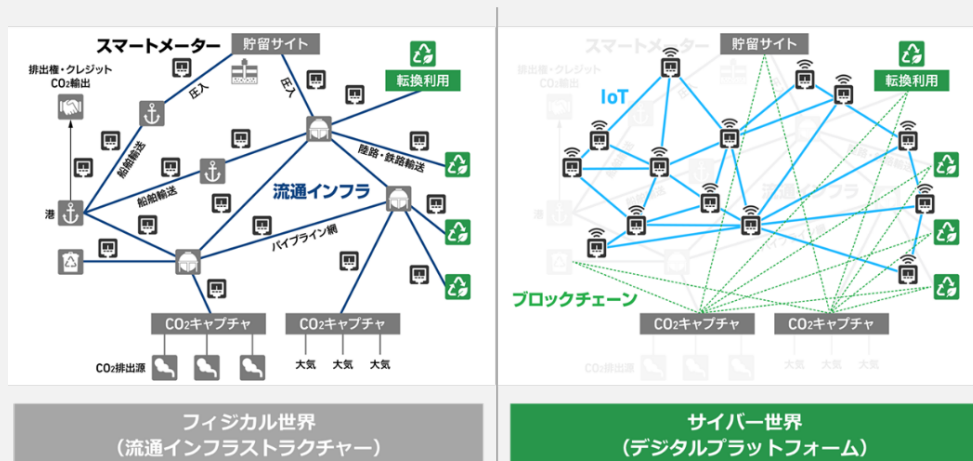 スマートメーター
貯留サイト
排出権・クレジット
CO2輸出
圧入
圧入
転換利用
船舶輸送
陸路・鉄路輸送
船舶輸送
流通インフラ
港
パイプライン網
CO2キャプチャ
CO2キャプチャ
CO2排出源
大気
大気
大気
フィジカル世界
（流通インフラストラクチャー）
スマートメーター
貯留サイト
排出権・クレジット
CO2輸出
IoT
圧入
転換利用
流通インフラ
港
パイプライン網
ブロックチェーン
CO2キャプチャ
CO2キャプチャ
CO2排出源
大気
大気
大気
サイバー世界
（デジタルプラットフォーム）